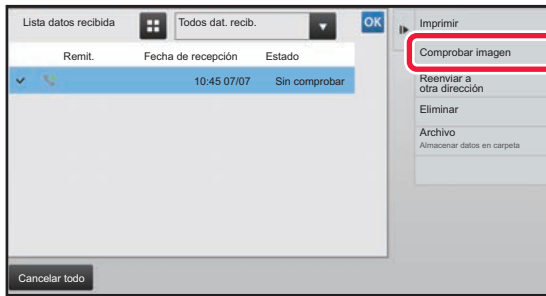 Lista datos recibida
Todos dat. recib.
OK
Remit.
Fecha de recepción
Estado
10:45 07/07
Sin comprobar
Imprimir
Comprobar imagen
Reenviar a
otra dirección
Eliminar
Archivo
Almacenar datos en carpeta
Cancelar todo